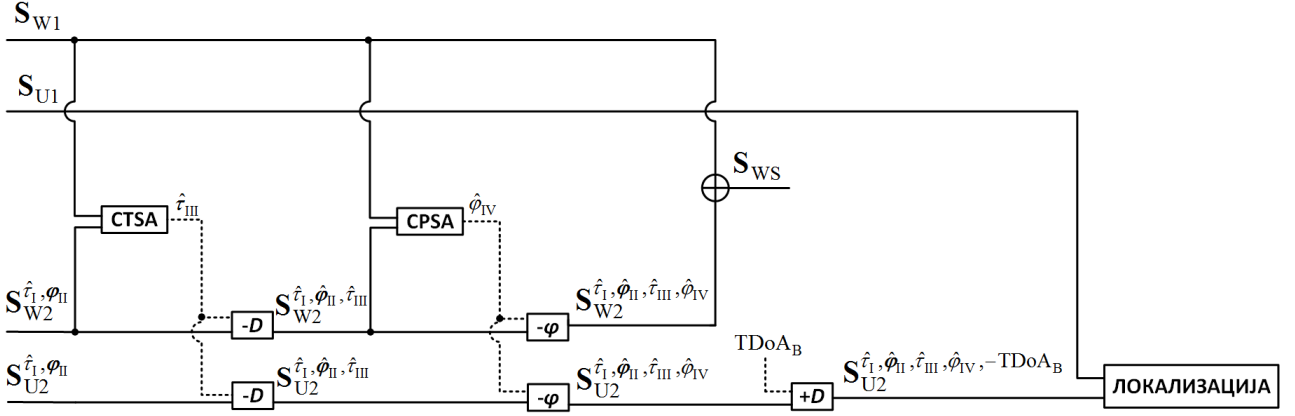 S_W1
S_U1
S_WS
CTSA
τ̂_III
CPSA
φ̂_IV
S_W2^τ̂_I,φ_II
-D
S_W2^τ̂_I,φ̂_II,τ̂_III
-φ
S_W2^τ̂_I,φ̂_II,τ̂_III,φ̂_IV
TDoA_B
S_U2^τ̂_I,φ_II
-D
S_U2^τ̂_I,φ̂_II,τ̂_III
-φ
S_U2^τ̂_I,φ̂_II,τ̂_III,φ̂_IV
+D
S_U2^τ̂_I,φ̂_II,τ̂_III,φ̂_IV,−TDoA_B
ЛОКАЛИЗАЦИЈА